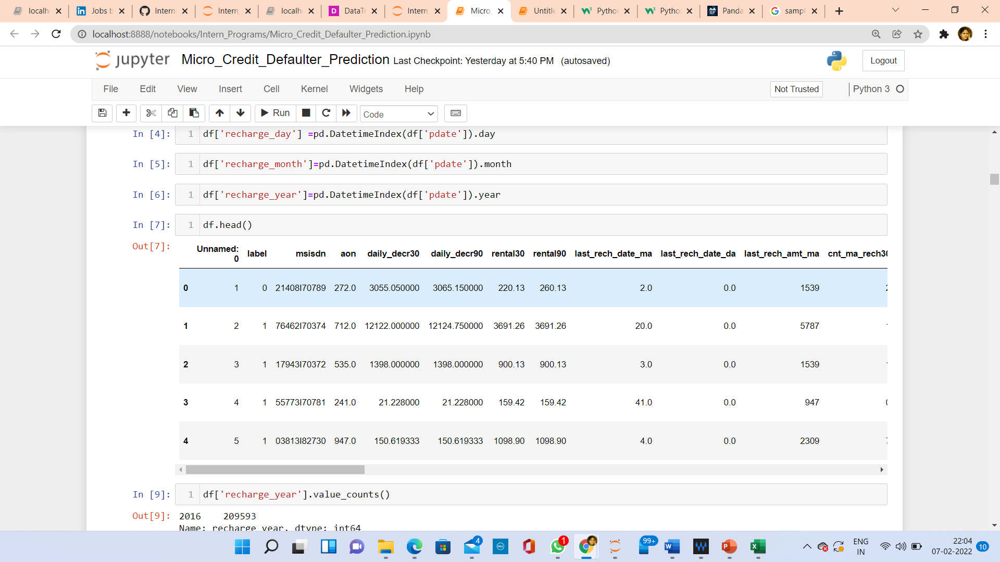 localh
Jobs b
Intern
Intern
localh
DataTr
Intern
Micro_
Untitle
Python
Pytho
Panda
sampl
localhost:8888/notebooks/Intern_Programs/Micro_Credit_Defaulter_Prediction.ipynb
jupyter Micro_Credit_Defaulter_Prediction Last Checkpoint: Yesterday at 5:40 PM (autosaved)
Logout
File Edit View Insert Cell Kernel Widgets Help
Not Trusted Python 3
Run Code
In [4]: 1 df['recharge_day'] =pd.DatetimeIndex(df['pdate']).day
In [5]: 1 df['recharge_month']=pd.DatetimeIndex(df['pdate']).month
In [6]: 1 df['recharge_year']=pd.DatetimeIndex(df['pdate']).year
In [7]: 1 df.head()
Out[7]:
Unnamed: 0 label msisdn aon daily_decr30 daily_decr90 rental30 rental90 last_rech_date_ma last_rech_date_da last_rech_amt_ma cnt_ma_rech30
0 1 0 21408I70789 272.0 3055.050000 3065.150000 220.13 260.13 2.0 0.0 1539
1 2 1 76462I70374 712.0 12122.000000 12124.750000 3691.26 3691.26 20.0 0.0 5787
2 3 1 17943I70372 535.0 1398.000000 1398.000000 900.13 900.13 3.0 0.0 1539
3 4 1 55773I70781 241.0 21.228000 21.228000 159.42 159.42 41.0 0.0 947
4 5 1 03813I82730 947.0 150.619333 150.619333 1098.90 1098.90 4.0 0.0 2309
In [9]: 1 df['recharge_year'].value_counts()
Out[9]: 2016 209593
Name: recharge_year, dtype: int64
4
1
99+
ENG
IN
22:04
07-02-2022
10